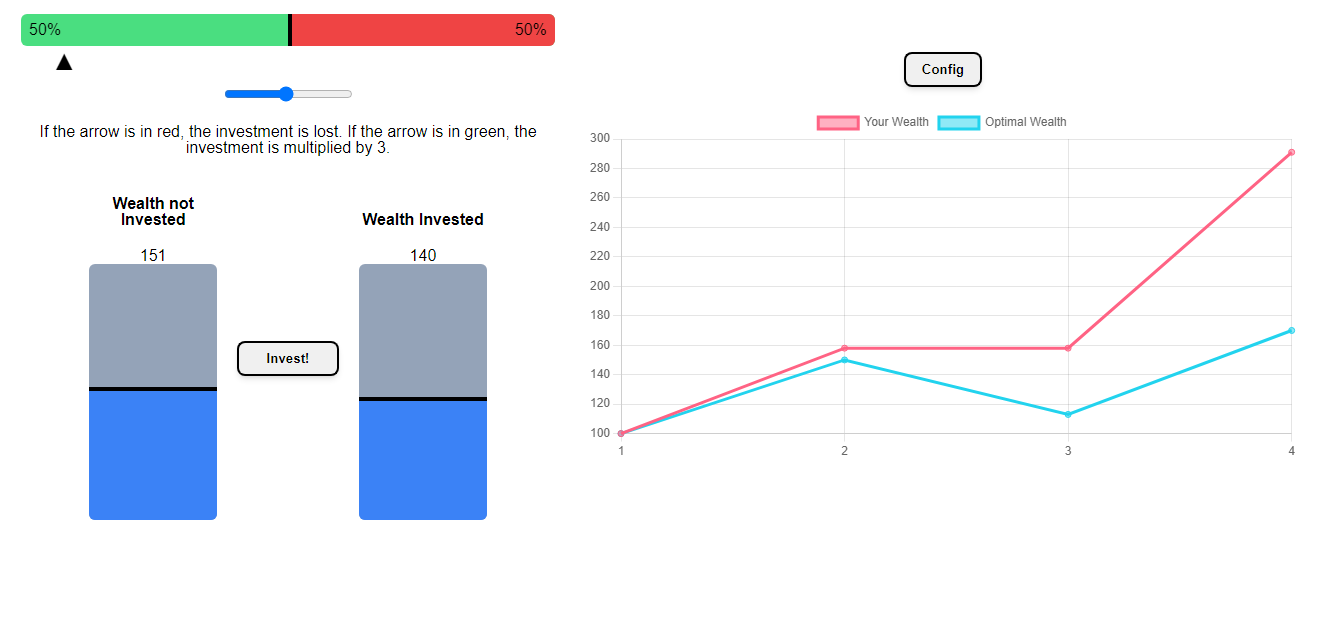 50%
50%
If the arrow is in red, the investment is lost. If the arrow is in green, the
investment is multiplied by 3.
Wealth not
Invested
151
Wealth Invested
140
Invest!
Config
Your Wealth
Optimal Wealth
300
280
260
240
220
200
180
160
140
120
100
1
2
3
4